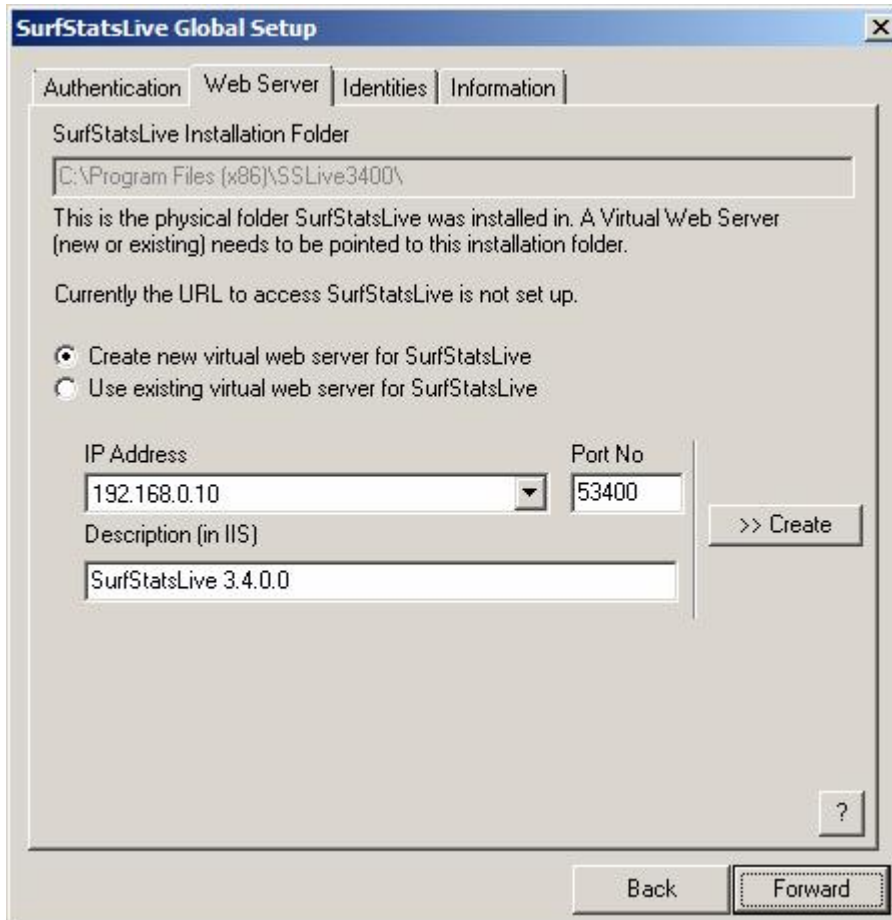 SurfStatsLive Global Setup
Authentication Web Server Identities Information
SurfStatsLive Installation Folder
C:\Program Files (x86)\SSLive3400\
This is the physical folder SurfStatsLive was installed in. A Virtual Web Server
(new or existing) needs to be pointed to this installation folder.
Currently the URL to access SurfStatsLive is not set up.
Create new virtual web server for SurfStatsLive
Use existing virtual web server for SurfStatsLive
IP Address Port No
192.168.0.10 53400
>> Create
Description (in IIS)
SurfStatsLive 3.4.0.0
?
Back Forward